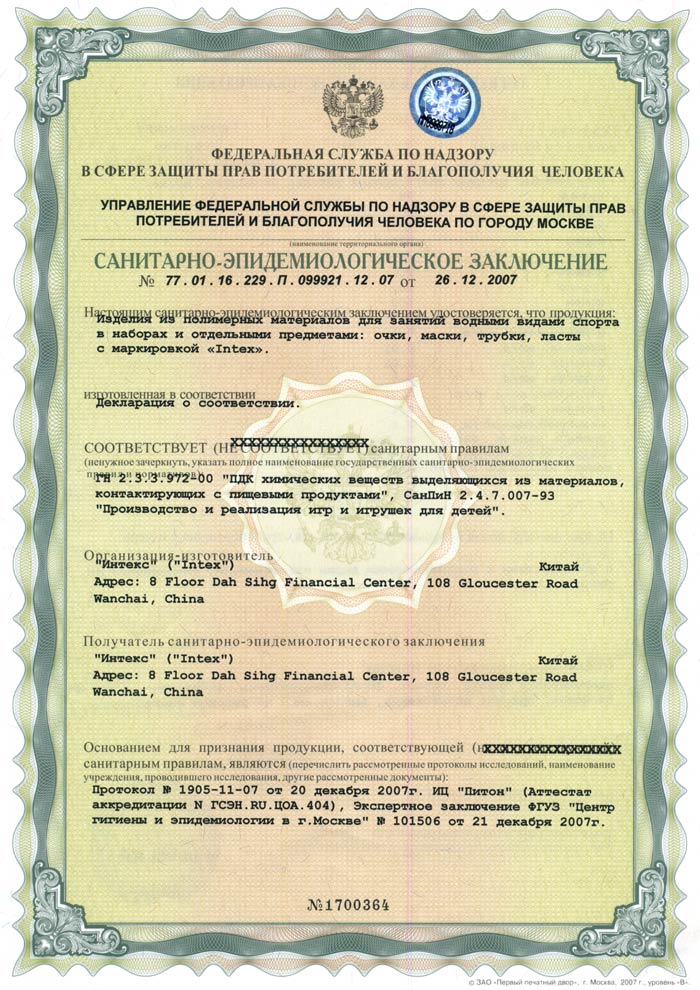 ФЕДЕРАЛЬНАЯ СЛУЖБА ПО НАДЗОРУ
В СФЕРЕ ЗАЩИТЫ ПРАВ ПОТРЕБИТЕЛЕЙ И БЛАГОПОЛУЧИЯ ЧЕЛОВЕКА
УПРАВЛЕНИЕ ФЕДЕРАЛЬНОЙ СЛУЖБЫ ПО НАДЗОРУ В СФЕРЕ ЗАЩИТЫ ПРАВ
ПОТРЕБИТЕЛЕЙ И БЛАГОПОЛУЧИЯ ЧЕЛОВЕКА ПО ГОРОДУ МОСКВЕ
(наименование территориального органа)
САНИТАРНО-ЭПИДЕМИОЛОГИЧЕСКОЕ ЗАКЛЮЧЕНИЕ
№ 77.01.16.229.П.099921.12.07 от 26.12.2007
Настоящим санитарно-эпидемиологическим заключением удостоверяется, что продукция:
Изделия из полимерных материалов для занятий водными видами спорта
в наборах и отдельными предметами: очки, маски, трубки, ласты
с маркировкой «Intex».
изготовленная в соответствии
Декларация о соответствии.
СООТВЕТСТВУЕТ (НЕ СООТВЕТСТВУЕТ) санитарным правилам
(ненужное зачеркнуть, указать полное наименование государственных санитарно-эпидемиологических
правил и нормативов):
ГН 2.3.3.972-00 "ПДК химических веществ выделяющихся из материалов,
контактирующих с пищевыми продуктами", СанПиН 2.4.7.007-93
"Производство и реализация игр и игрушек для детей".
Организация-изготовитель
"Интекс" ("Intex") Китай
Адрес: 8 Floor Dah Sihg Financial Center, 108 Gloucester Road
Wanchai, China
Получатель санитарно-эпидемиологического заключения
"Интекс" ("Intex") Китай
Адрес: 8 Floor Dah Sihg Financial Center, 108 Gloucester Road
Wanchai, China
Основанием для признания продукции, соответствующей
санитарным правилам, являются (перечислить рассмотренные протоколы исследований, наименование
учреждения, проводившего исследования, другие рассмотренные документы):
Протокол № 1905-11-07 от 20 декабря 2007г. ИЦ "Питон" (Аттестат
аккредитации N ГСЭН.RU.ЦОА.404), Экспертное заключение ФГУЗ "Центр
гигиены и эпидемиологии в г.Москве" № 101506 от 21 декабря 2007г.
№1700364
© ЗАО «Первый печатный двор», г. Москва, 2007 г., уровень «В».